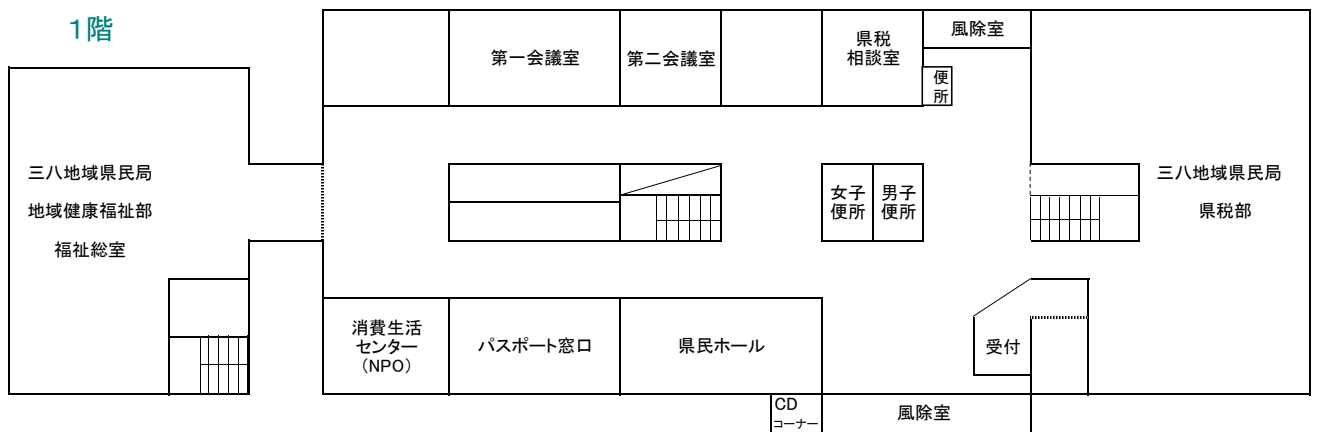 1階
第一会議室
第二会議室
県税
相談室
風除室
便
所
三八地域県民局
地域健康福祉部
福祉総室
女子
便所
男子
便所
三八地域県民局
県税部
消費生活
センター
（NPO）
パスポート窓口
県民ホール
受付
CD
コーナー
風除室